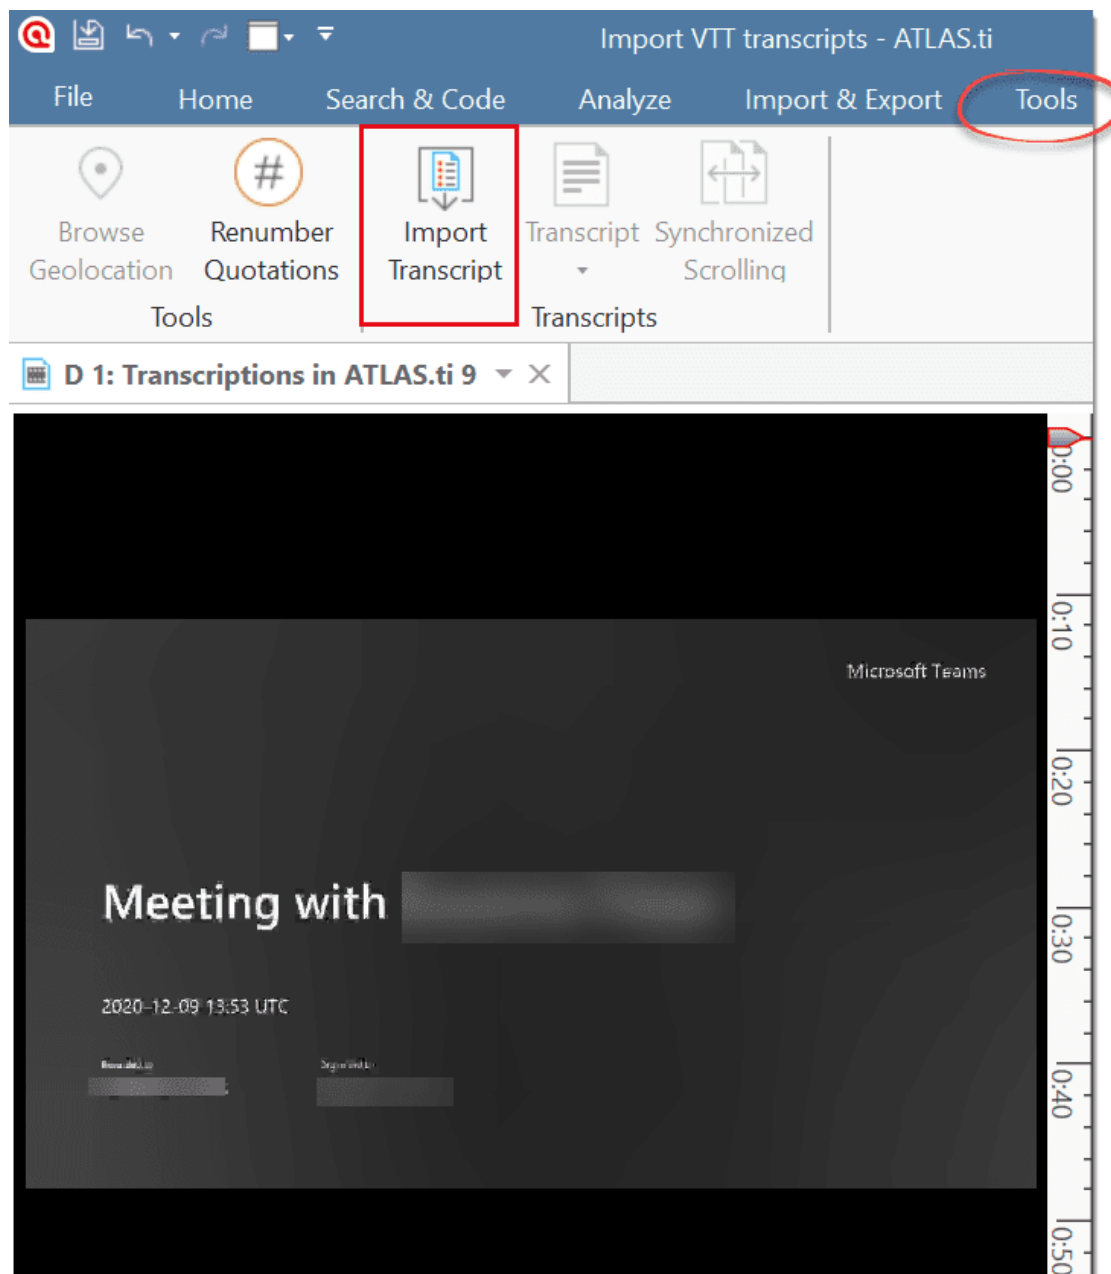 Import VTT transcripts - ATLAS.ti
File Home Search & Code Analyze Import & Export Tools
Browse Geolocation
Renumber Quotations
Import Transcript
Transcript
Synchronized Scrolling
Tools
Transcripts
D 1: Transcriptions in ATLAS.ti 9
Microsoft Teams
Meeting with
2020-12-09 13:53 UTC
0:00
0:10
0:20
0:30
0:40
0:50